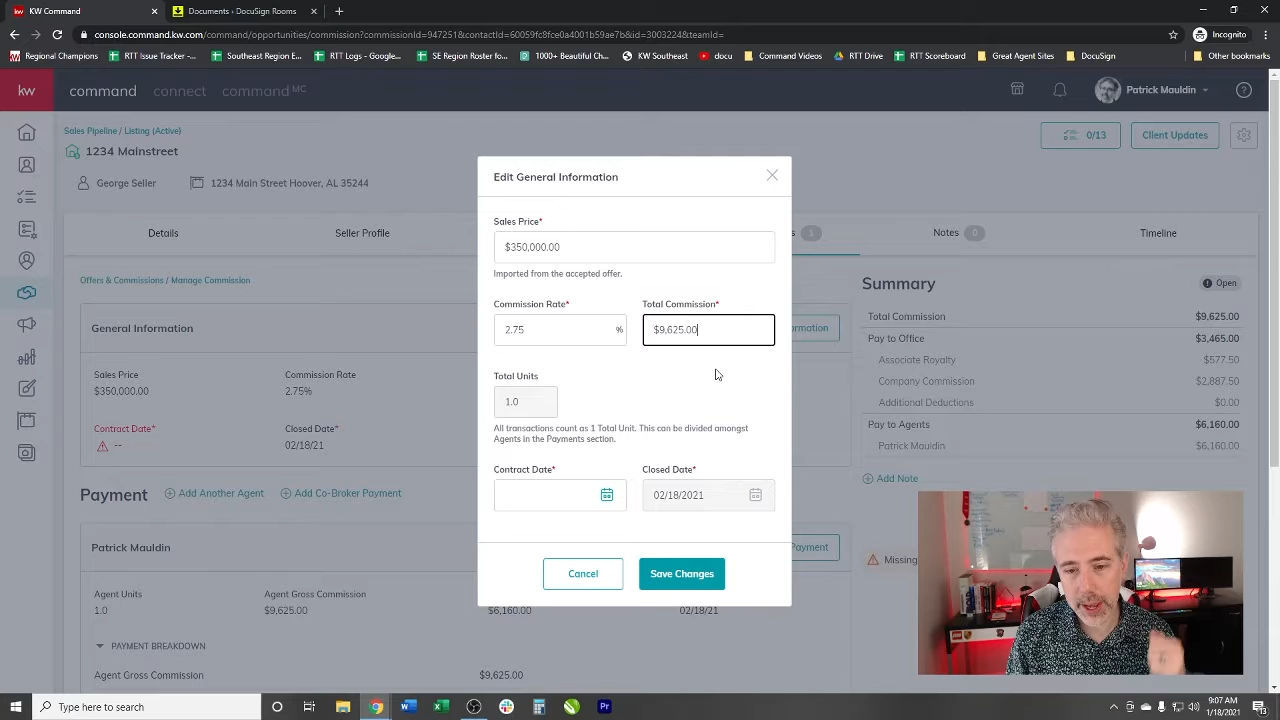 KW Command
Documents - DocuSign Rooms
console.command.kw.com/command/opportunities/commission?commissionId=947251&contactId=60059fc8fce0a4001b59ae7b&oid=3003224&teamId=
Incognito
Regional Champions
RTT Issue Tracker -...
RTT Logs - Google...
SE Region Roster fo...
1000+ Beautiful Ch...
KW Southeast
docu
Command Videos
RTT Drive
RTT Scoreboard
Great Agent Sites
DocuSign
Other bookmarks
kw
command
connect
command MC
Patrick Mauldin
Sales Pipeline / Listing (Active)
1234 Mainstreet
0/13
Client Updates
George Seller
1234 Main Street Hoover, AL 35244
Details
Seller Profile
s 1
Notes 0
Timeline
Offers & Commissions / Manage Commission
General Information
ormation
Sales Price
$350,000.00
Commission Rate
2.75%
Contract Date*
--
Closed Date*
02/18/21
Payment
Add Another Agent
Add Co-Broker Payment
Patrick Mauldin
Payment
Agent Units
1.0
Agent Gross Commission
$9,625.00
$6,160.00
02/18/21
PAYMENT BREAKDOWN
Agent Gross Commission
$9,625.00
Edit General Information
Sales Price*
$350,000.00
Imported from the accepted offer.
Commission Rate*
2.75 %
Total Commission*
$9,625.00
Total Units
1.0
All transactions count as 1 Total Unit. This can be divided amongst
Agents in the Payments section.
Contract Date*
Closed Date*
02/18/2021
Cancel
Save Changes
Summary
Open
Total Commission $9,625.00
Pay to Office $3,465.00
Associate Royalty $577.50
Company Commission $2,887.50
Additional Deductions $0.00
Pay to Agents $6,160.00
Patrick Mauldin $6,160.00
Add Note
Missing
Type here to search
Pr
9:07 AM
1/18/2021